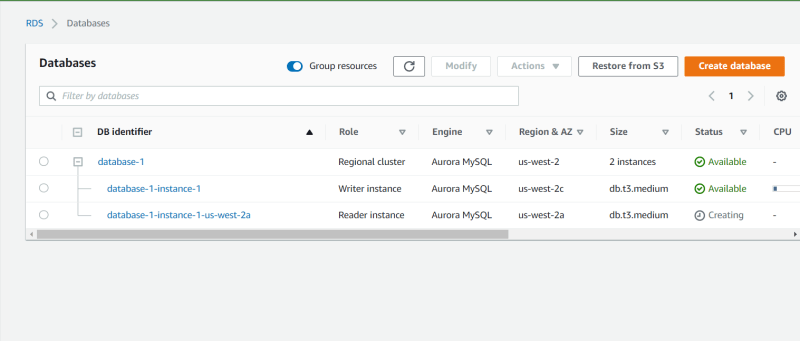 RDS > Databases
Databases
Group resources
Modify
Actions
Restore from S3
Create database
Filter by databases
1
DB identifier Role Engine Region & AZ Size Status CPU
database-1 Regional cluster Aurora MySQL us-west-2 2 instances Available -
database-1-instance-1 Writer instance Aurora MySQL us-west-2c db.t3.medium Available
database-1-instance-1-us-west-2a Reader instance Aurora MySQL us-west-2a db.t3.medium Creating -